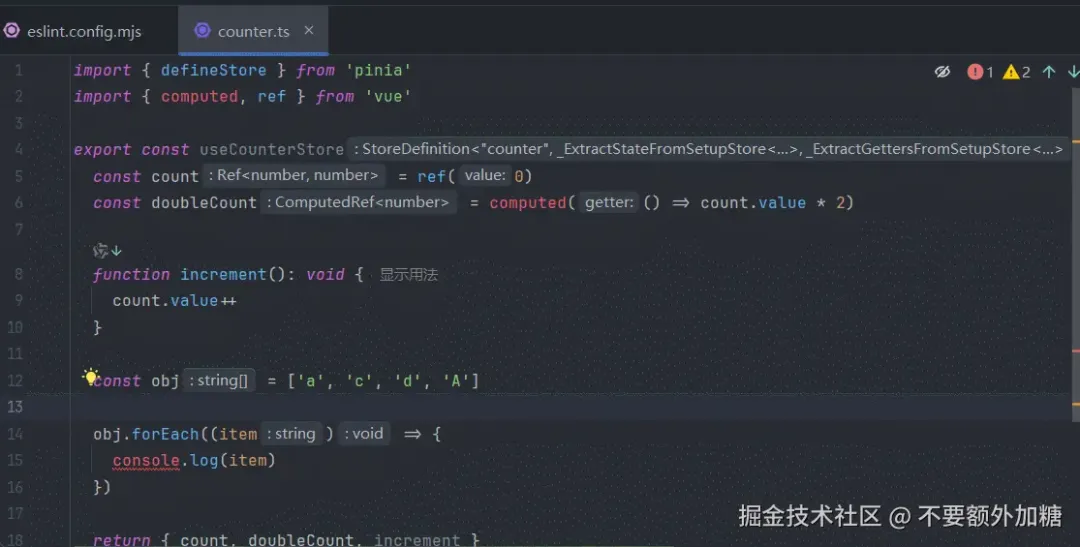 eslint.config.mjs
counter.ts ×
1 import { defineStore } from 'pinia' 1 2
2 import { computed, ref } from 'vue'
3
4 export const useCounterStore : StoreDefinition<"counter", _ExtractStateFromSetupStore<...>, _ExtractGettersFromSetupStore<...>
5 const count : Ref<number, number> = ref( value: 0)
6 const doubleCount : ComputedRef<number> = computed( getter: () => count.value * 2)
7
8 function increment(): void { 显示用法
9 count.value++
10 }
11
12 const obj : string[] = ['a', 'c', 'd', 'A']
13
14 obj.forEach((item : string ) : void => {
15 console.log(item)
16 })
17
18 return { count, doubleCount, increment }
掘金技术社区 @ 不要额外加糖